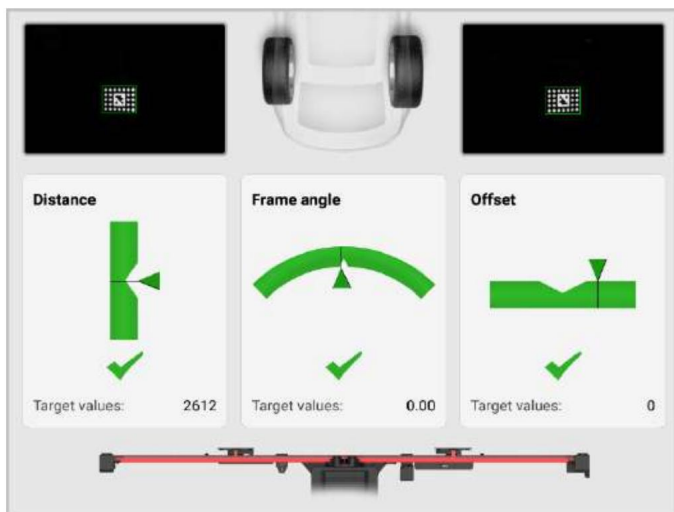 Distance
Frame angle
Offset
Target values: 2612
Target values: 0.00
Target values: 0